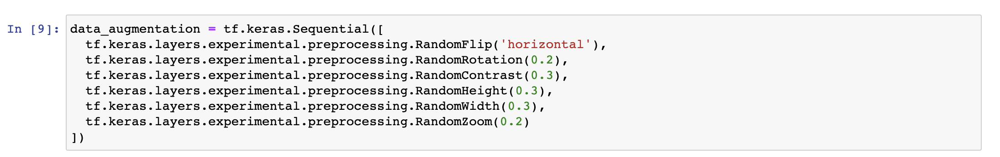 In [9]: data_augmentation = tf.keras.Sequential([
  tf.keras.layers.experimental.preprocessing.RandomFlip('horizontal'),
  tf.keras.layers.experimental.preprocessing.RandomRotation(0.2),
  tf.keras.layers.experimental.preprocessing.RandomContrast(0.3),
  tf.keras.layers.experimental.preprocessing.RandomHeight(0.3),
  tf.keras.layers.experimental.preprocessing.RandomWidth(0.3),
  tf.keras.layers.experimental.preprocessing.RandomZoom(0.2)
])